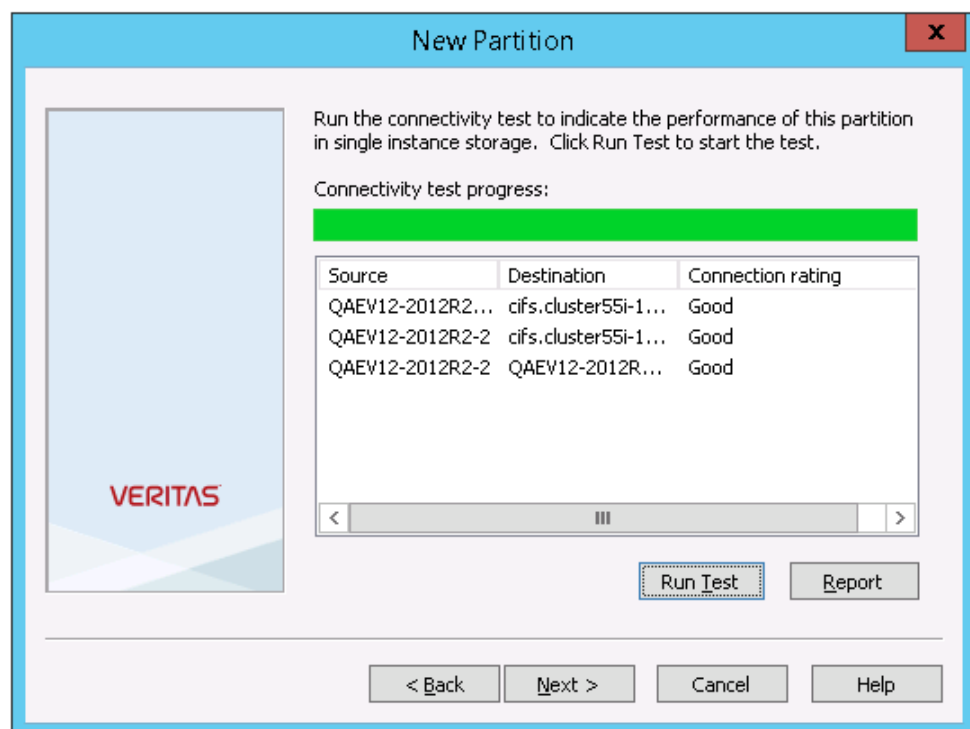 New Partition
x
Run the connectivity test to indicate the performance of this partition
in single instance storage. Click Run Test to start the test.
Connectivity test progress:
Source Destination Connection rating
QAEV12-2012R2... cifs.cluster55i-1... Good
QAEV12-2012R2-2 cifs.cluster55i-1... Good
QAEV12-2012R2-2 QAEV12-2012R... Good
VERITAS
Run Test Report
< Back Next > Cancel Help